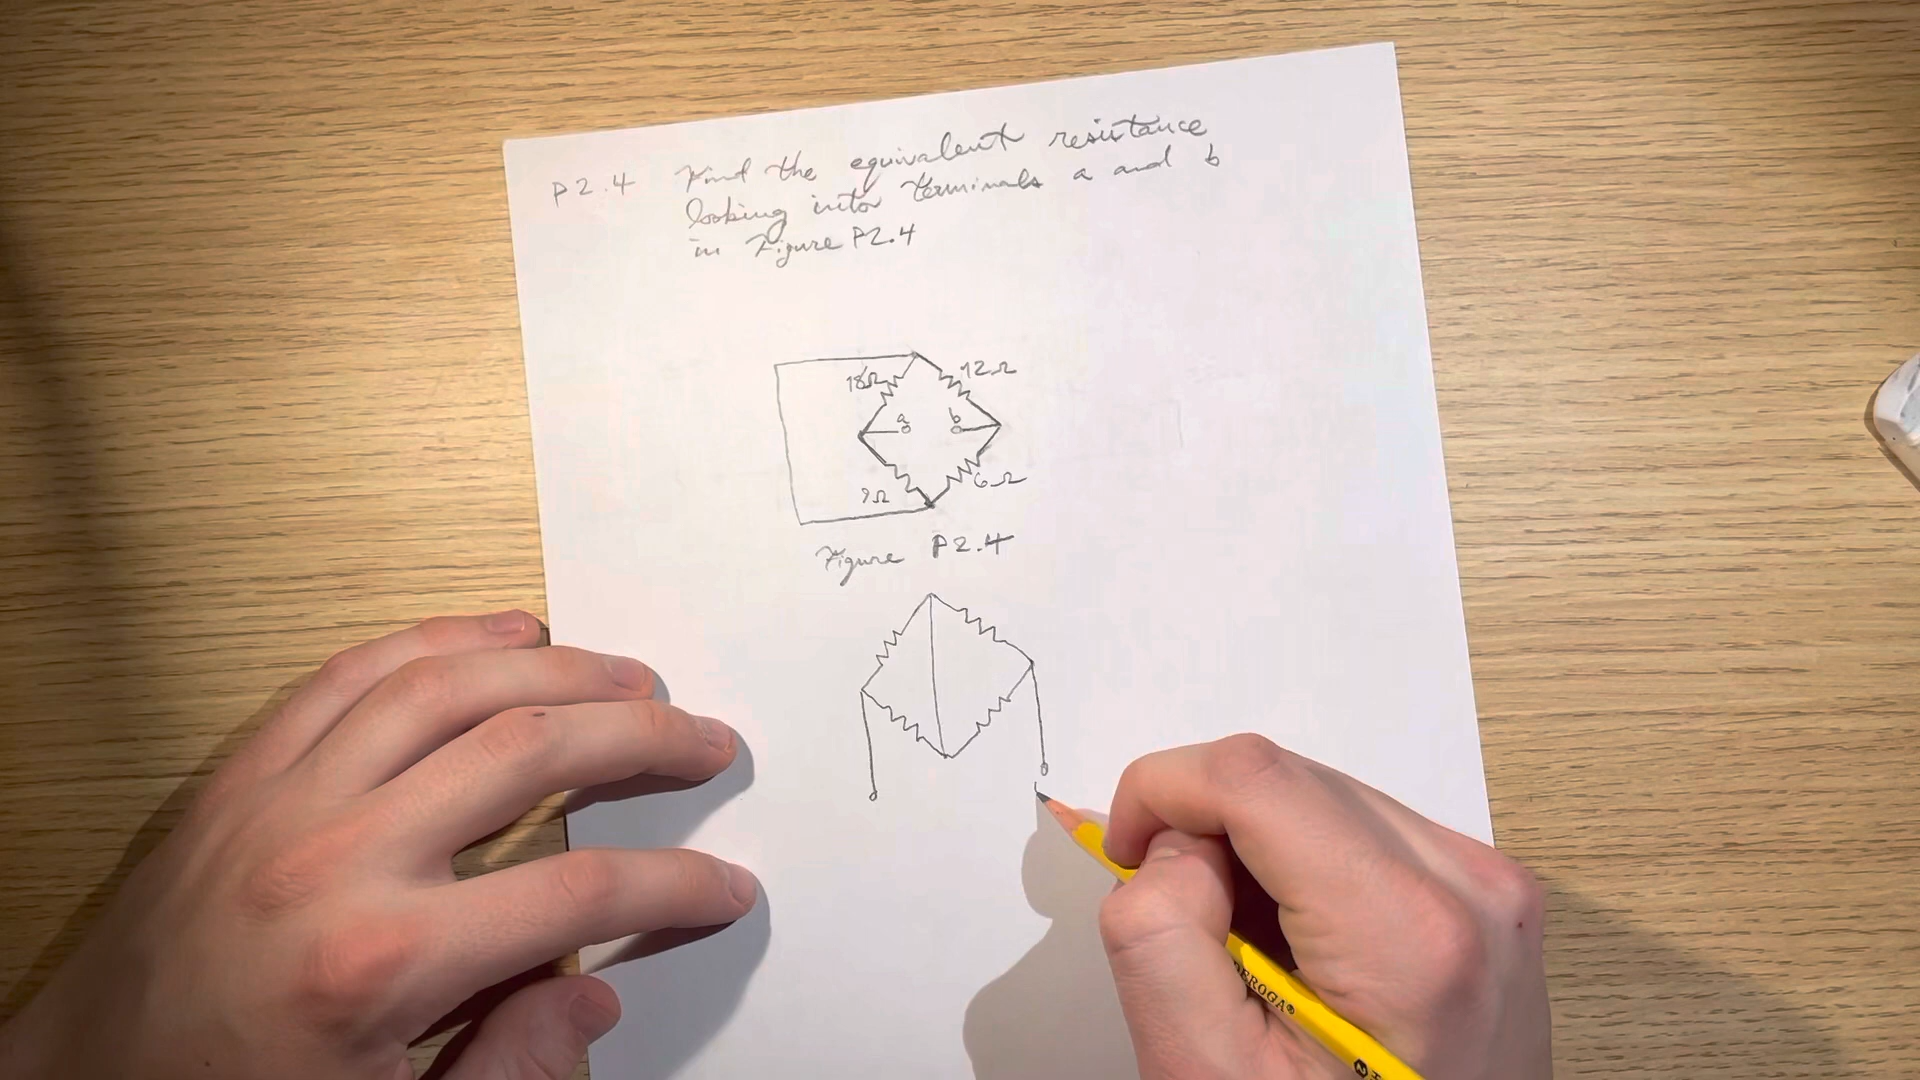 P2.4 Find the equivalent resistance
looking into terminals a and b
in Figure P2.4
18Ω
12Ω
a
b
9Ω
6Ω
Figure P2.4